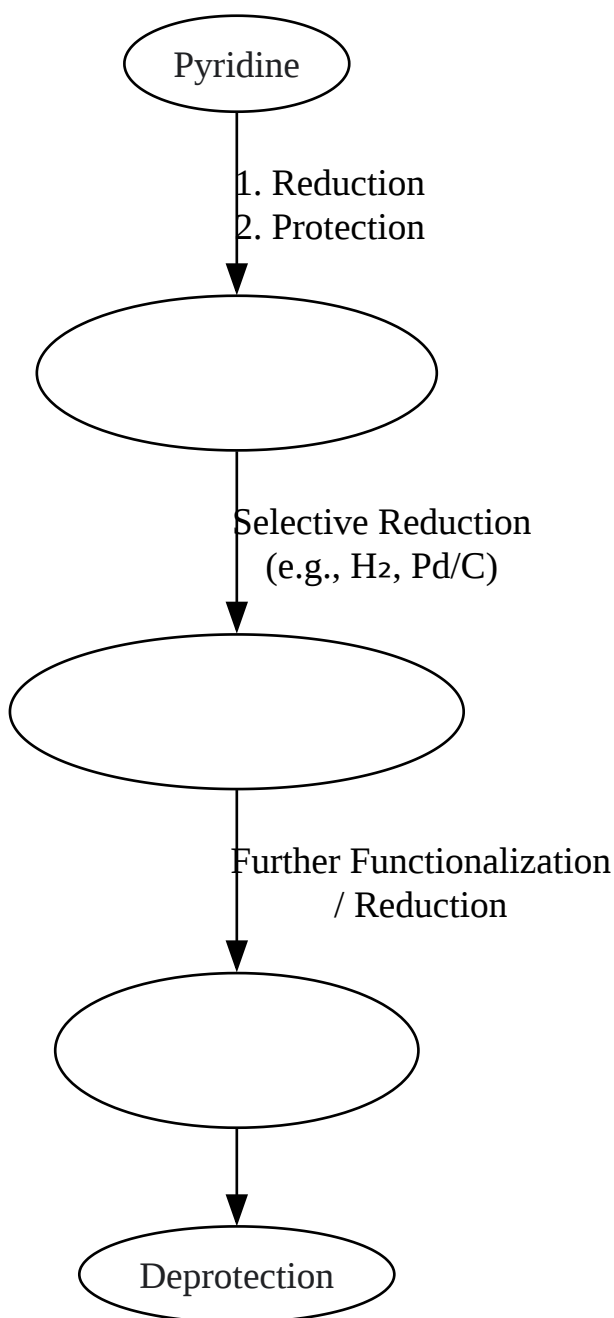 Pyridine
1. Reduction
2. Protection
Selective Reduction
(e.g., H₂, Pd/C)
Further Functionalization
/ Reduction
Deprotection